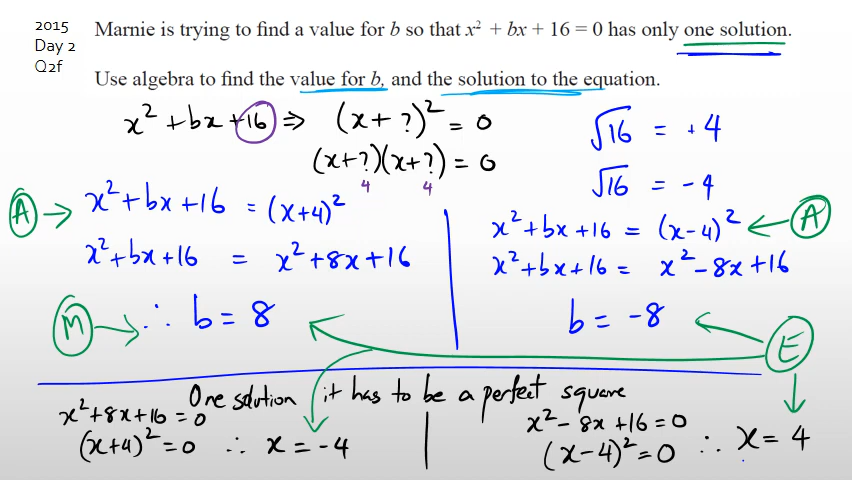 2015
Day 2
Q2f
Marnie is trying to find a value for b so that x² + bx + 16 = 0 has only one solution.
Use algebra to find the value for b, and the solution to the equation.
x² + bx + 16 ⇒ (x + ?)² = 0
(x+?)(x+?) = 0
4 4
√16 = +4
√16 = -4
A → x² + bx + 16 = (x+4)²
x² + bx + 16 = x² + 8x + 16
M → ∴ b = 8
x² + bx + 16 = (x-4)² ← A
x² + bx + 16 = x² - 8x + 16
b = -8 ← E
One solution it has to be a perfect square
x² + 8x + 16 = 0
(x+4)² = 0 ∴ x = -4
x² - 8x + 16 = 0
(x-4)² = 0 ∴ x = 4